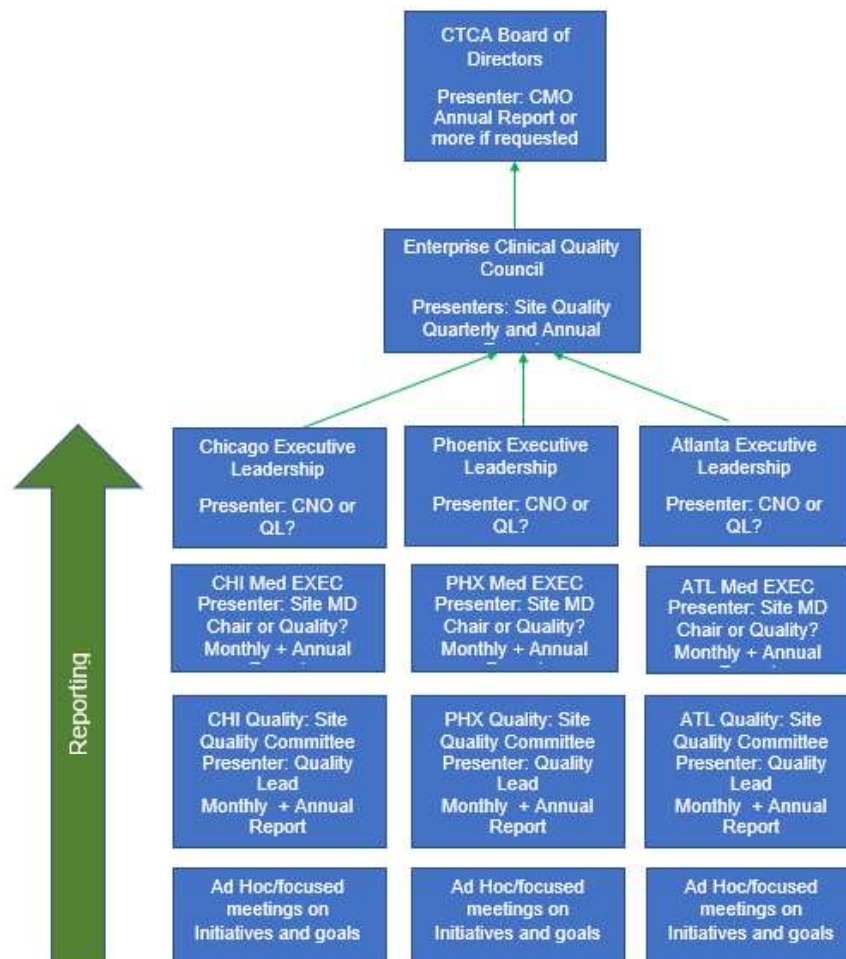 CTCA Board of
Directors
Presenter: CMO
Annual Report or
more if requested
Enterprise Clinical Quality
Council
Presenters: Site Quality
Quarterly and Annual
Chicago Executive
Leadership
Presenter: CNO or
QL?
Phoenix Executive
Leadership
Presenter: CNO or
QL?
Atlanta Executive
Leadership
Presenter: CNO or
QL?
CHI Med EXEC
Presenter: Site MD
Chair or Quality?
Monthly + Annual
PHX Med EXEC
Presenter: Site MD
Chair or Quality?
Monthly + Annual
ATL Med EXEC
Presenter: Site MD
Chair or Quality?
Monthly + Annual
Reporting
CHI Quality: Site
Quality Committee
Presenter: Quality
Lead
Monthly + Annual
Report
PHX Quality: Site
Quality Committee
Presenter: Quality
Lead
Monthly + Annual
Report
ATL Quality: Site
Quality Committee
Presenter: Quality
Lead
Monthly + Annual
Report
Ad Hoc/focused
meetings on
Initiatives and goals
Ad Hoc/focused
meetings on
Initiatives and goals
Ad Hoc/focused
meetings on
Initiatives and goals